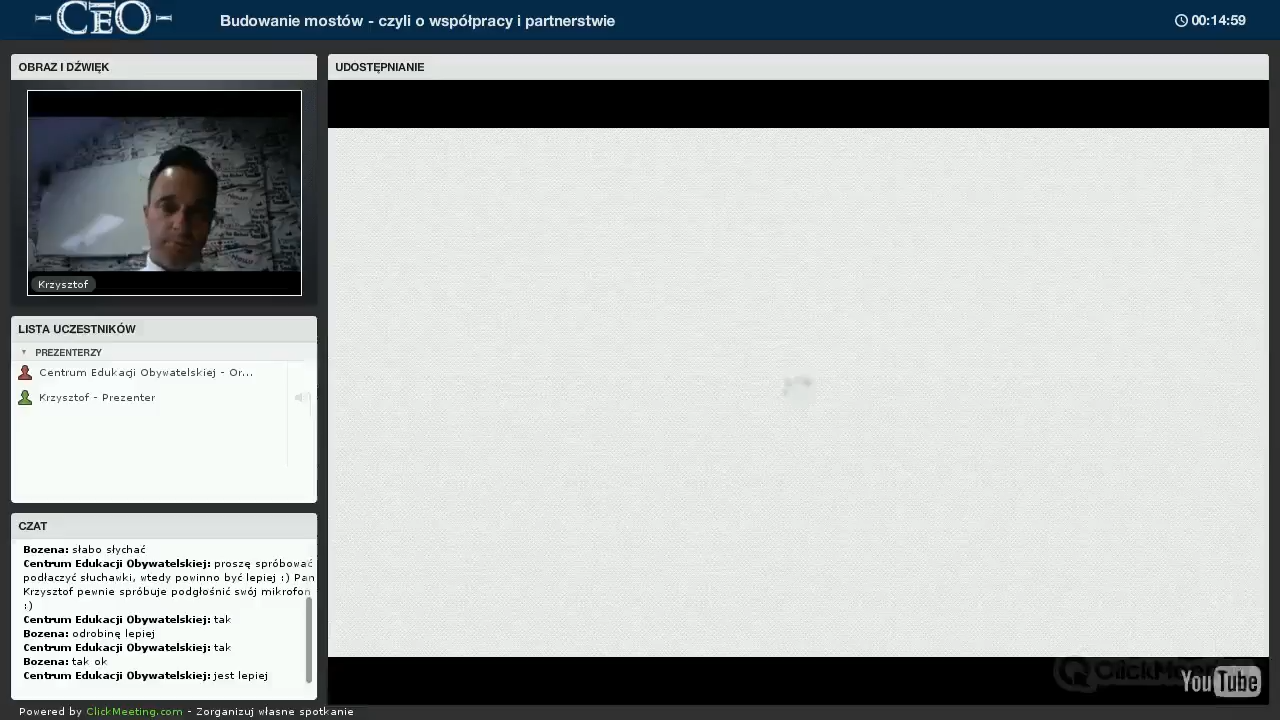 CEO
Budowanie mostów - czyli o współpracy i partnerstwie
00:14:59
OBRAZ I DŹWIĘK
Krzysztof
LISTA UCZESTNIKÓW
PREZENTERZY
Centrum Edukacji Obywatelskiej - Or...
Krzysztof - Prezenter
CZAT
Bozena: słabo słychać
Centrum Edukacji Obywatelskiej: proszę spróbować
podłaczyć słuchawki, wtedy powinno być lepiej :) Pan
Krzysztof pewnie spróbuje podgłośnić swój mikrofon
:)
Centrum Edukacji Obywatelskiej: tak
Bozena: odrobinę lepiej
Centrum Edukacji Obywatelskiej: tak
Bozena: tak ok
Centrum Edukacji Obywatelskiej: jest lepiej
Powered by ClickMeeting.com - Zorganizuj własne spotkanie
UDOSTĘPNIANIE
YouTube